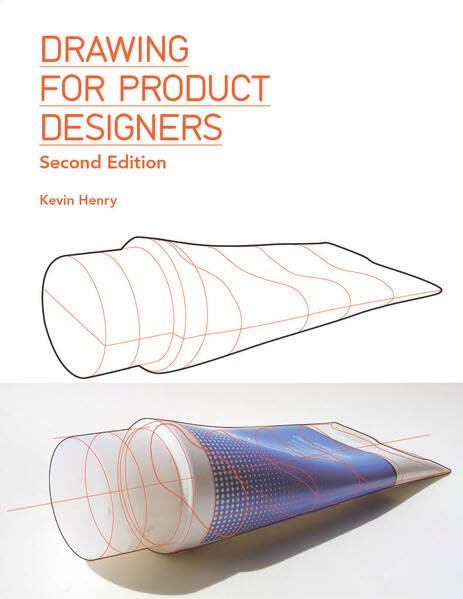 DRAWING
FOR PRODUCT
DESIGNERS
Second Edition
Kevin Henry